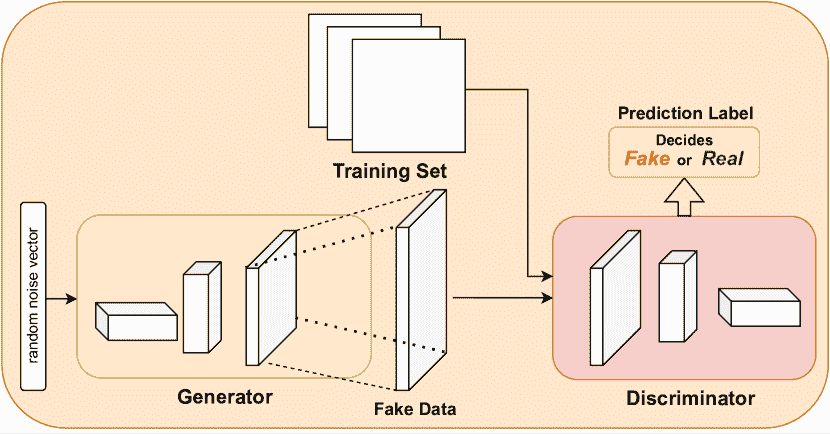 Training Set
Prediction Label
Decides
Fake or Real
random noise vector
Generator
Fake Data
Discriminator